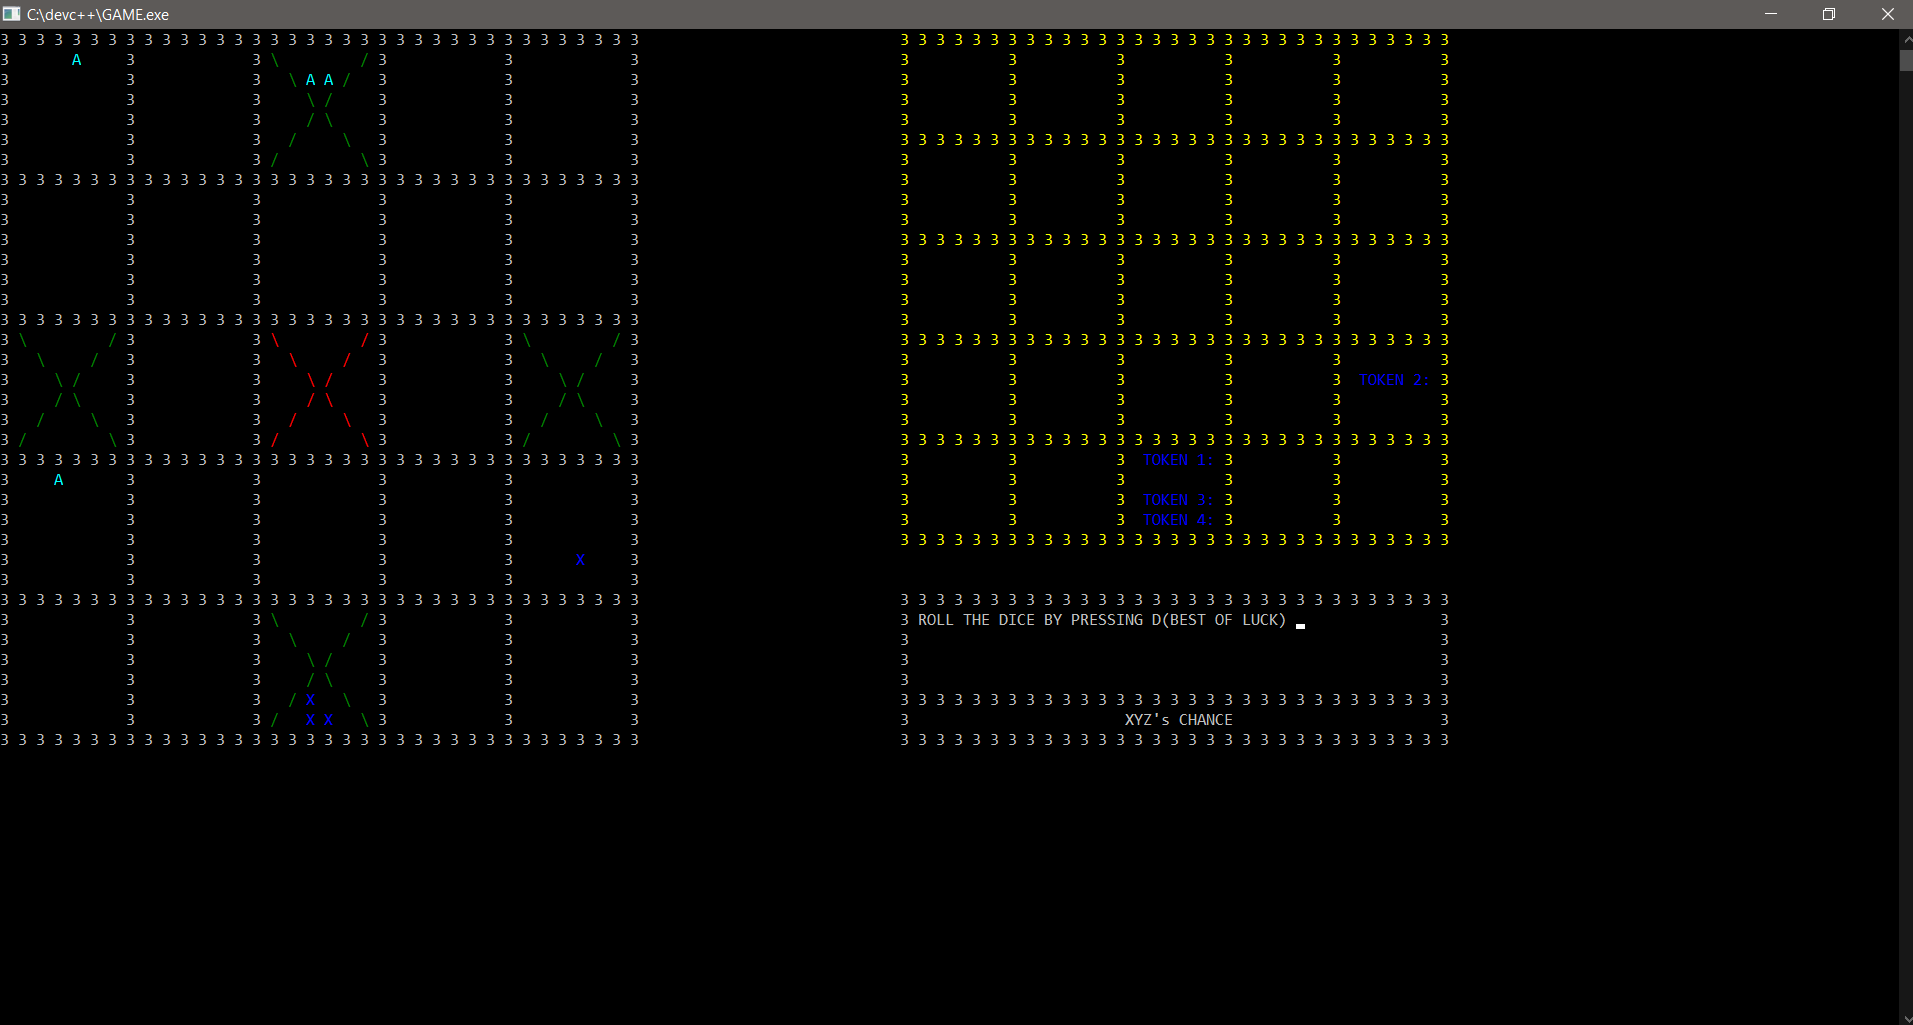 C:\devc++\GAME.exe
3 3 3 3 3 3 3 3 3 3 3 3 3 3 3 3 3 3 3 3 3 3 3 3 3 3 3 3 3 3 3 3 3 3 3 3
3 A 3 3 \ / 3 3 3
3 3 3 \ A A / 3 3 3
3 3 3 \ / 3 3 3
3 3 3 / \ 3 3 3
3 3 3 / \ 3 3 3
3 3 3 / \ 3 3 3
3 3 3 3 3 3 3 3 3 3 3 3 3 3 3 3 3 3 3 3 3 3 3 3 3 3 3 3 3 3 3 3 3 3 3 3
3 3 3 3 3 3
3 3 3 3 3 3
3 3 3 3 3 3
3 3 3 3 3 3
3 3 3 3 3 3
3 3 3 3 3 3
3 3 3 3 3 3 3 3 3 3 3 3 3 3 3 3 3 3 3 3 3 3 3 3 3 3 3 3 3 3 3 3 3 3 3 3
3 \ / 3 3 \ / 3 3 \ / 3
3 \ / 3 3 \ / 3 3 \ / 3
3 \ / 3 3 \ / 3 3 \ / 3
3 / \ 3 3 / \ 3 3 / \ 3
3 / \ 3 3 / \ 3 3 / \ 3
3 / \ 3 3 / \ 3 3 / \ 3
3 3 3 3 3 3 3 3 3 3 3 3 3 3 3 3 3 3 3 3 3 3 3 3 3 3 3 3 3 3 3 3 3 3 3 3
3 A 3 3 3 3 3
3 3 3 3 3 3
3 3 3 3 3 3
3 3 3 3 3 3
3 3 3 3 3 X 3
3 3 3 3 3 3
3 3 3 3 3 3 3 3 3 3 3 3 3 3 3 3 3 3 3 3 3 3 3 3 3 3 3 3 3 3 3 3 3 3 3 3
3 3 3 \ / 3 3 3
3 3 3 \ / 3 3 3
3 3 3 \ / 3 3 3
3 3 3 / \ 3 3 3
3 3 3 / X \ 3 3 3
3 3 3 / X X \ 3 3 3
3 3 3 3 3 3 3 3 3 3 3 3 3 3 3 3 3 3 3 3 3 3 3 3 3 3 3 3 3 3 3 3 3 3 3 3
3 3 3 3 3 3 3 3 3 3 3 3 3 3 3 3 3 3 3 3 3 3 3 3 3 3 3 3 3 3 3
3 3 3 3 3 3
3 3 3 3 3 3
3 3 3 3 3 3
3 3 3 3 3 3
3 3 3 3 3 3 3 3 3 3 3 3 3 3 3 3 3 3 3 3 3 3 3 3 3 3 3 3 3 3 3
3 3 3 3 3 3
3 3 3 3 3 3
3 3 3 3 3 3
3 3 3 3 3 3
3 3 3 3 3 3 3 3 3 3 3 3 3 3 3 3 3 3 3 3 3 3 3 3 3 3 3 3 3 3 3
3 3 3 3 3 3
3 3 3 3 3 3
3 3 3 3 3 3
3 3 3 3 3 3
3 3 3 3 3 3 3 3 3 3 3 3 3 3 3 3 3 3 3 3 3 3 3 3 3 3 3 3 3 3 3
3 3 3 3 3 3
3 3 3 3 3 TOKEN 2: 3
3 3 3 3 3 3
3 3 3 3 3 3
3 3 3 3 3 3 3 3 3 3 3 3 3 3 3 3 3 3 3 3 3 3 3 3 3 3 3 3 3 3 3
3 3 3 TOKEN 1: 3 3 3
3 3 3 3 3 3
3 3 3 TOKEN 3: 3 3 3
3 3 3 TOKEN 4: 3 3 3
3 3 3 3 3 3 3 3 3 3 3 3 3 3 3 3 3 3 3 3 3 3 3 3 3 3 3 3 3 3 3
3 3 3 3 3 3 3 3 3 3 3 3 3 3 3 3 3 3 3 3 3 3 3 3 3 3 3 3 3 3 3
3 ROLL THE DICE BY PRESSING D(BEST OF LUCK) 3
3 3
3 3
3 3
3 3 3 3 3 3 3 3 3 3 3 3 3 3 3 3 3 3 3 3 3 3 3 3 3 3 3 3 3 3 3
3 XYZ's CHANCE 3
3 3 3 3 3 3 3 3 3 3 3 3 3 3 3 3 3 3 3 3 3 3 3 3 3 3 3 3 3 3 3